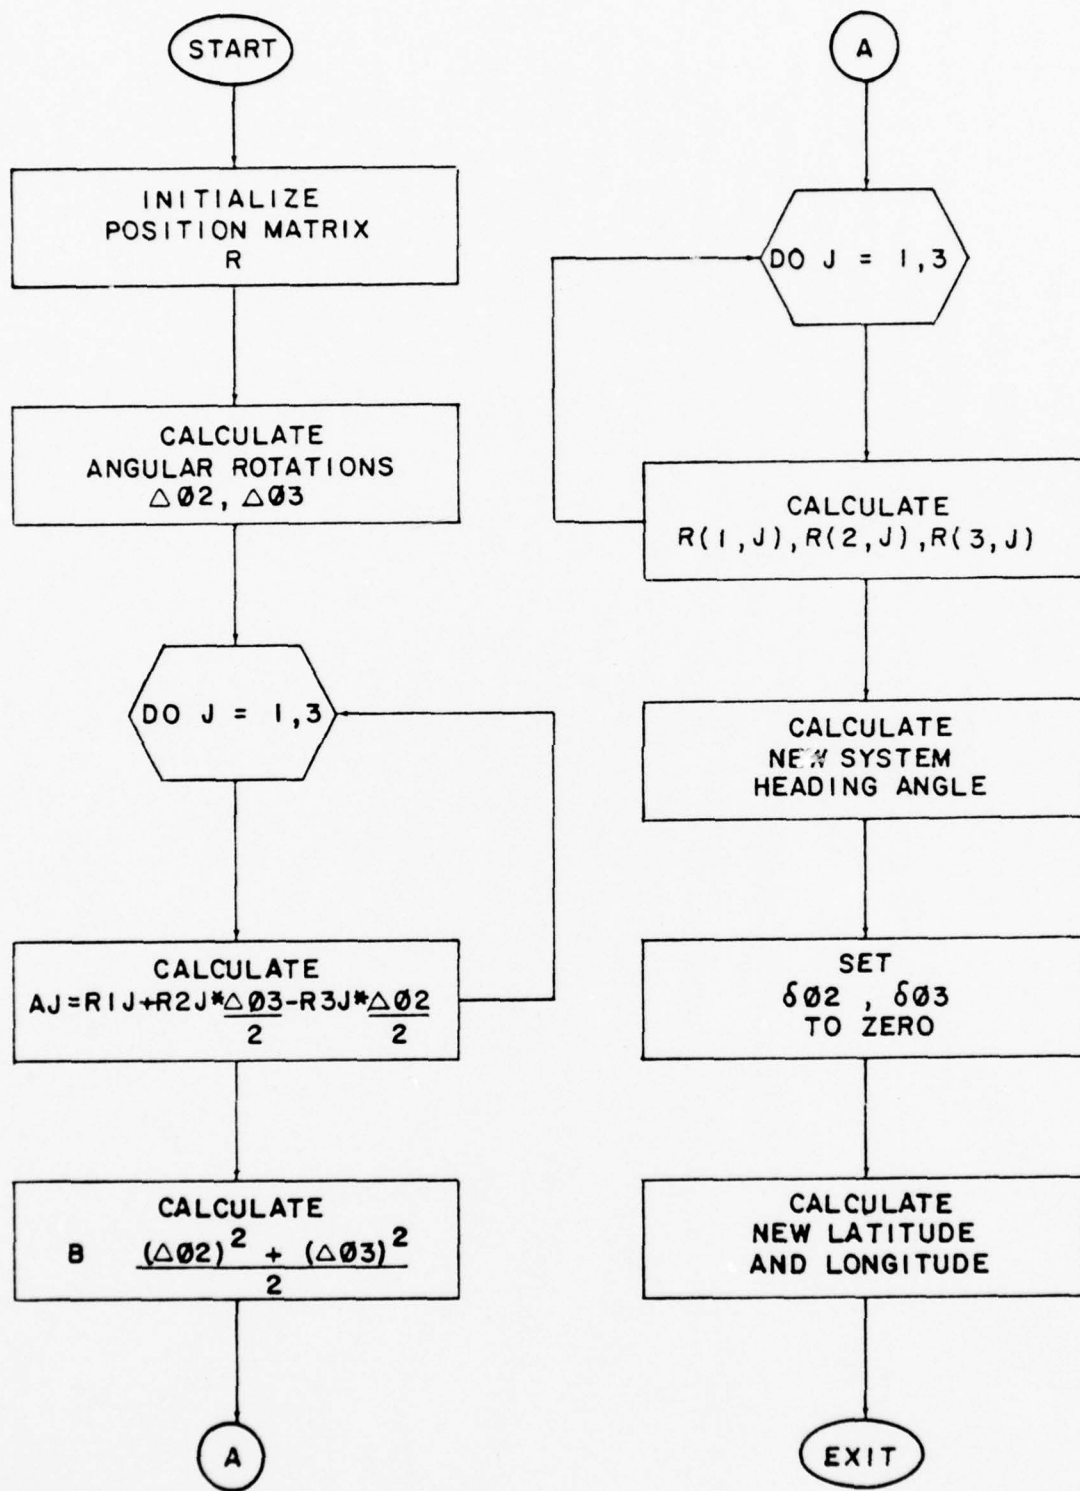 START
INITIALIZE
POSITION MATRIX
R
CALCULATE
ANGULAR ROTATIONS
△Ø2, △Ø3
DO J = 1,3
CALCULATE
AJ=R1J+R2J*△Ø3/2-R3J*△Ø2/2
CALCULATE
B (△Ø2)² + (△Ø3)²
2
A
A
DO J = 1,3
CALCULATE
R(1,J),R(2,J),R(3,J)
CALCULATE
NEW SYSTEM
HEADING ANGLE
SET
δØ2 , δØ3
TO ZERO
CALCULATE
NEW LATITUDE
AND LONGITUDE
EXIT